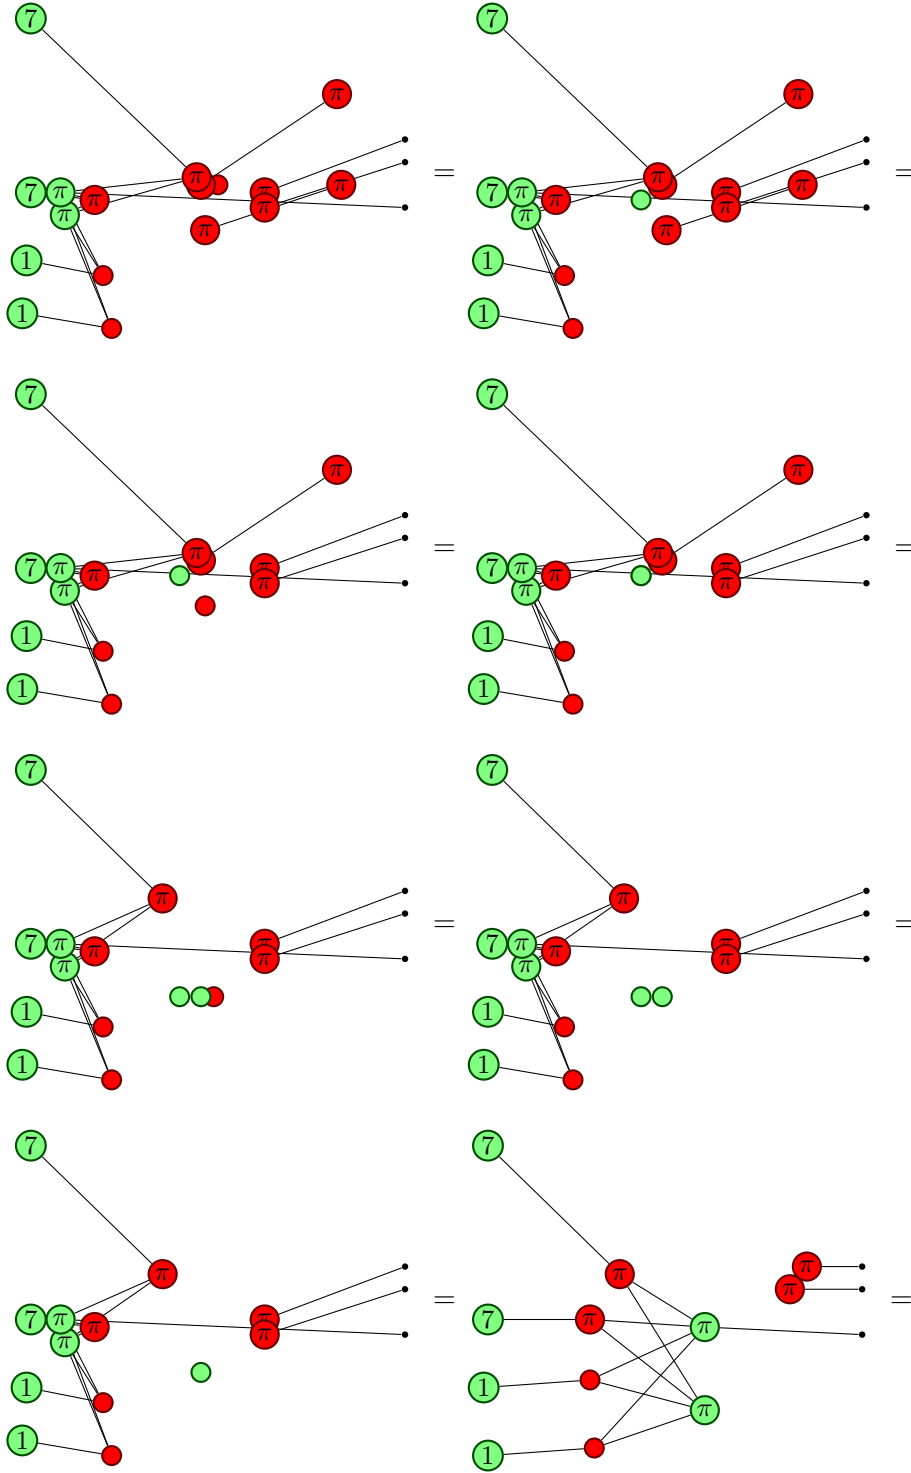 7 7
π π
π = π =
π π
7 π π 7 π π
π π π π
π π
π π
1 1
1 1
7 7
π π
π = π =
7 π π 7 π π
π π π π
π π
1 1
1 1
7 7
π π
= =
7 π π 7 π π
π π π π
π π
1 1
1 1
7 7
π π π
π
= =
7 π π 7 π
π π π
π
1 1
π
1 1